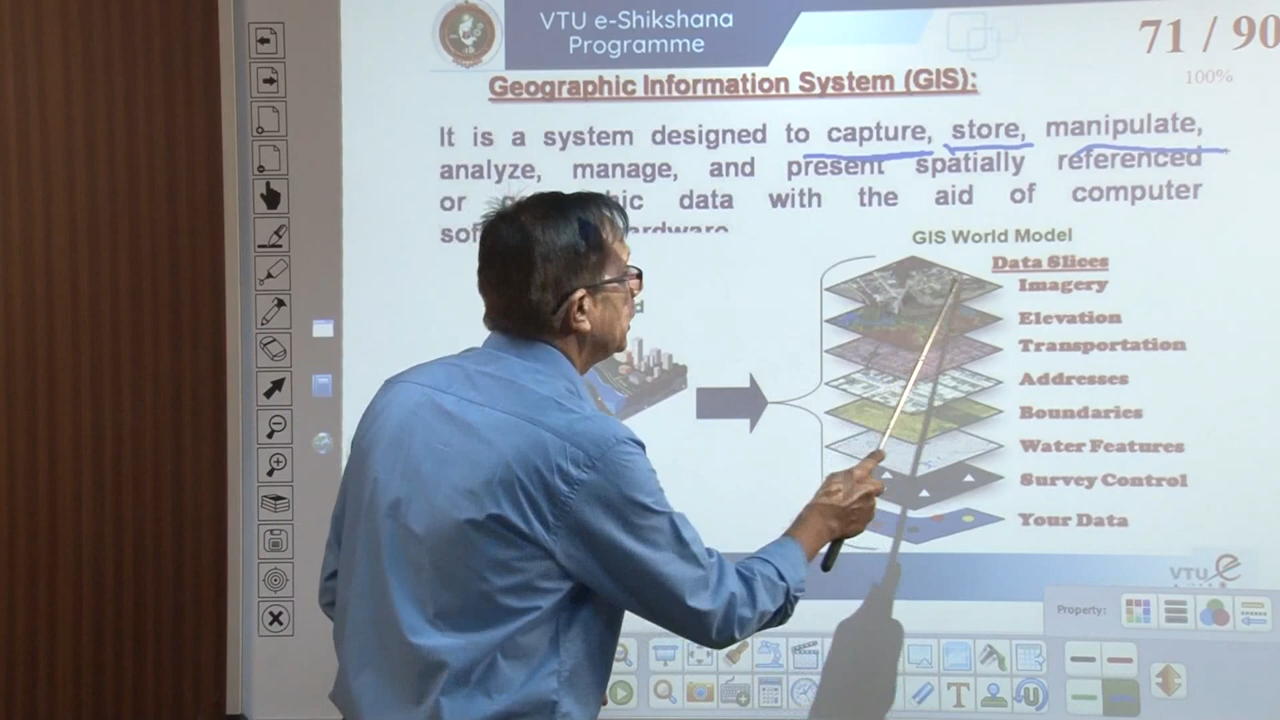 VTU e-Shikshana
Programme
71 / 90
100%
Geographic Information System (GIS):
It is a system designed to capture, store, manipulate,
analyze, manage, and present spatially referenced
or data with the aid of computer
GIS World Model
Data Slices
Imagery
Elevation
Transportation
Addresses
Boundaries
Water Features
Survey Control
Your Data
VTU e
Property:
T